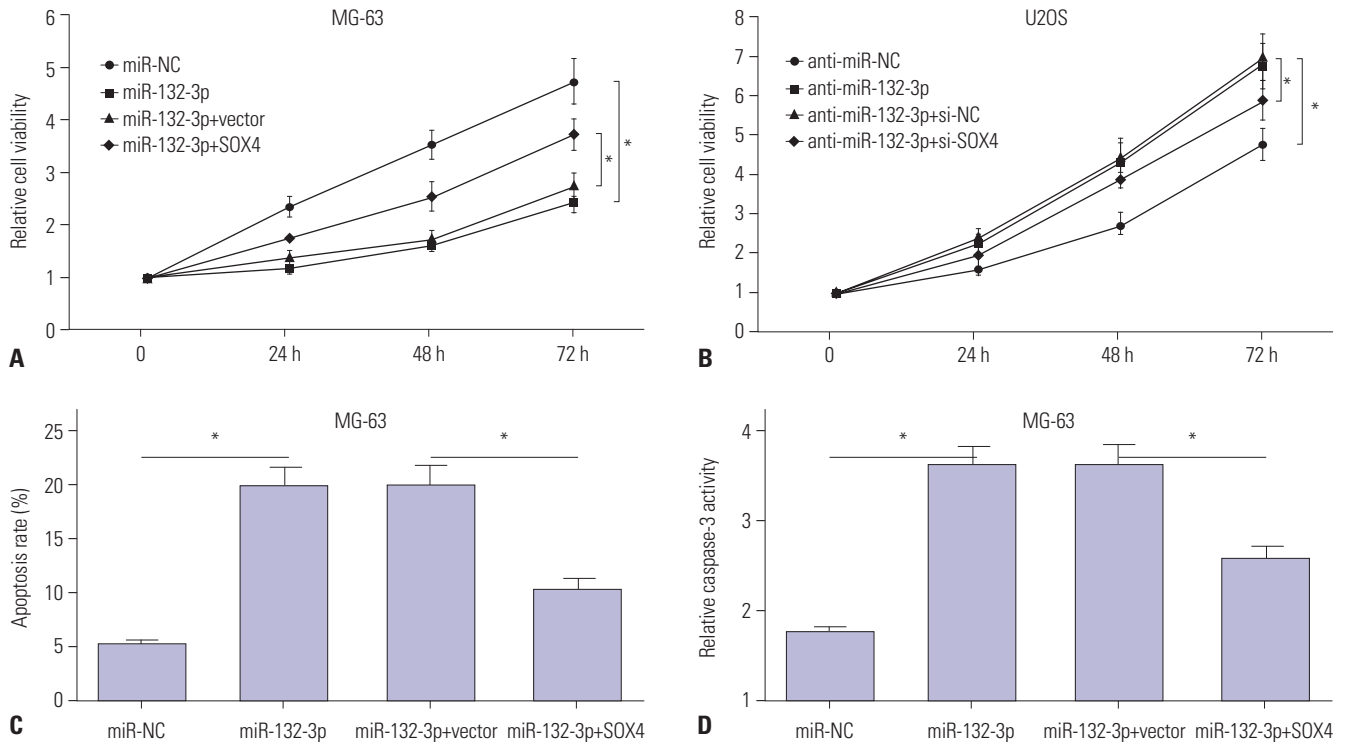 MG-63
6
5
4
3
2
1
0
Relative cell viability
miR-NC
miR-132-3p
miR-132-3p+vector
miR-132-3p+SOX4
*
*
0
24 h
48 h
72 h
A
U2OS
8
7
6
5
4
3
2
1
0
Relative cell viability
anti-miR-NC
anti-miR-132-3p
anti-miR-132-3p+si-NC
anti-miR-132-3p+si-SOX4
*
*
0
24 h
48 h
72 h
B
MG-63
25
20
15
10
5
0
Apoptosis rate (%)
*
*
miR-NC
miR-132-3p
miR-132-3p+vector
miR-132-3p+SOX4
C
MG-63
4
3
2
1
Relative caspase-3 activity
*
*
miR-NC
miR-132-3p
miR-132-3p+vector
miR-132-3p+SOX4
D